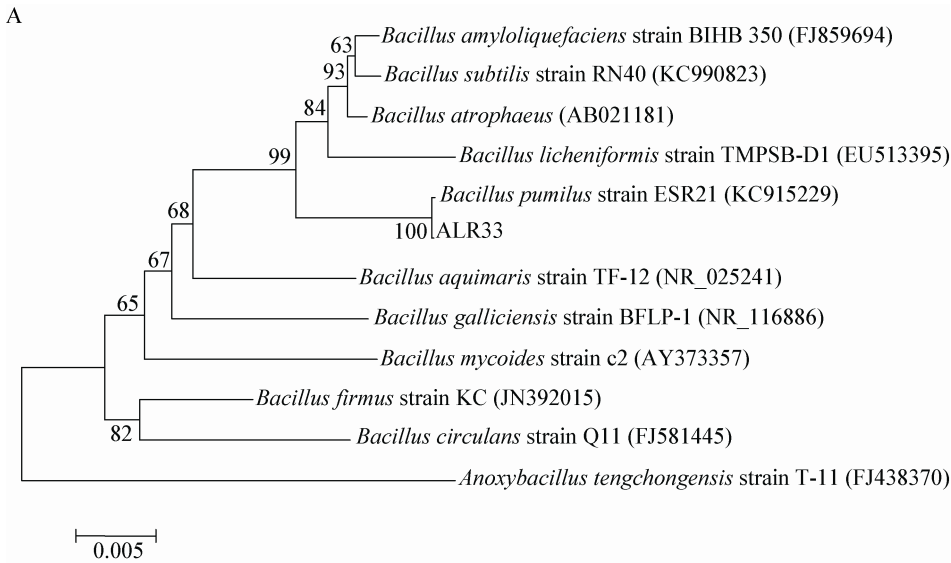 A
63
Bacillus amyloliquefaciens strain BIHB 350 (FJ859694)
93
Bacillus subtilis strain RN40 (KC990823)
84
Bacillus atrophaeus (AB021181)
99
Bacillus licheniformis strain TMPSB-D1 (EU513395)
Bacillus pumilus strain ESR21 (KC915229)
68
100
ALR33
67
Bacillus aquimaris strain TF-12 (NR_025241)
65
Bacillus galliciensis strain BFLP-1 (NR_116886)
Bacillus mycoides strain c2 (AY373357)
Bacillus firmus strain KC (JN392015)
82
Bacillus circulans strain Q11 (FJ581445)
Anoxybacillus tengchongensis strain T-11 (FJ438370)
0.005